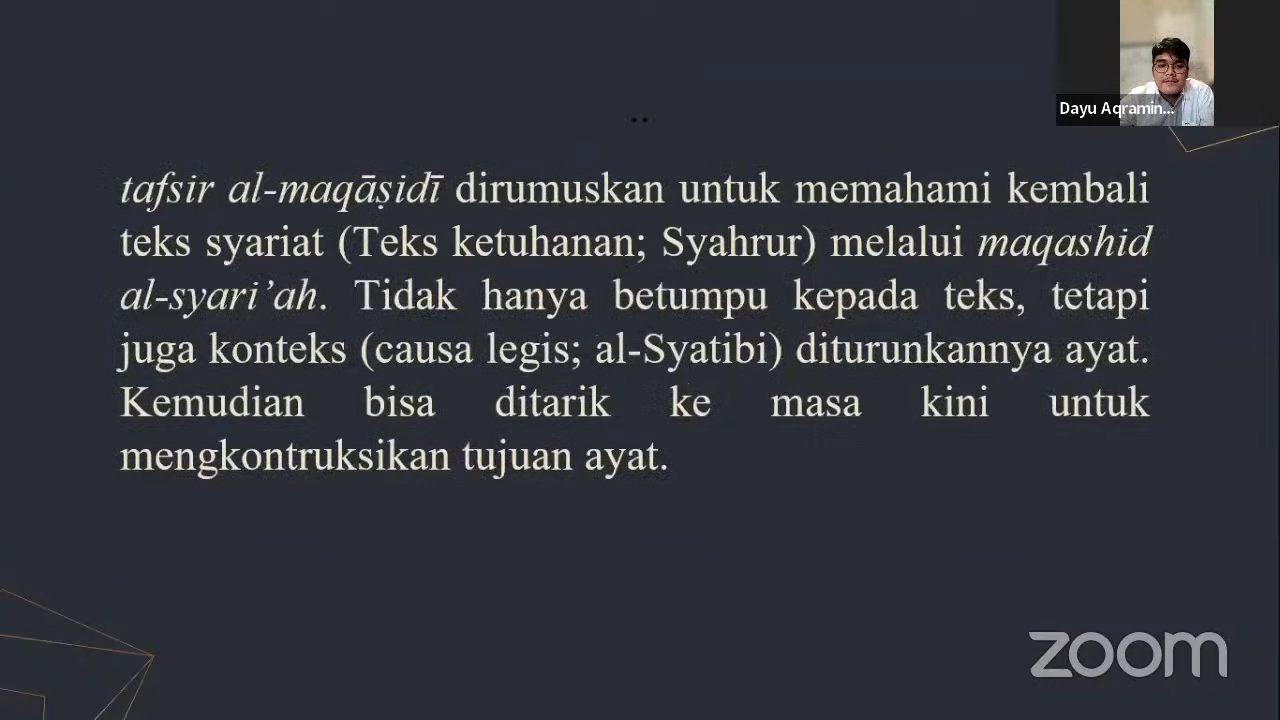 Dayu Aqramin...
..
tafsir al-maqāṣidī dirumuskan untuk memahami kembali
teks syariat (Teks ketuhanan; Syahrur) melalui maqashid
al-syari’ah. Tidak hanya betumpu kepada teks, tetapi
juga konteks (causa legis; al-Syatibi) diturunkannya ayat.
Kemudian bisa ditarik ke masa kini untuk
mengkontruksikan tujuan ayat.
zoom